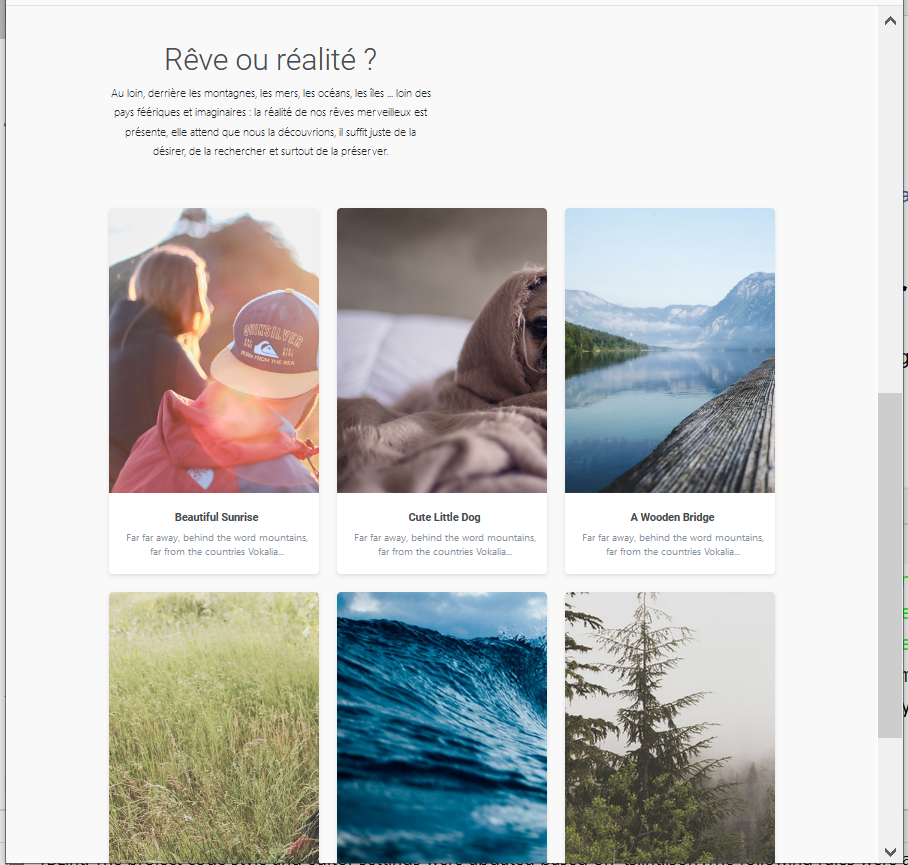 Rêve ou réalité ?
Au loin, derrière les montagnes, les mers, les océans, les îles ... loin des
pays féériques et imaginaires : la réalité de nos rêves merveilleux est
présente, elle attend que nous la découvrions, il suffit juste de la
désirer, de la rechercher et surtout de la préserver.
QUIKSILVER
BORN FROM THE SEA
Beautiful Sunrise
Far far away, behind the word mountains,
far from the countries Vokalia...
Cute Little Dog
Far far away, behind the word mountains,
far from the countries Vokalia...
A Wooden Bridge
Far far away, behind the word mountains,
far from the countries Vokalia...